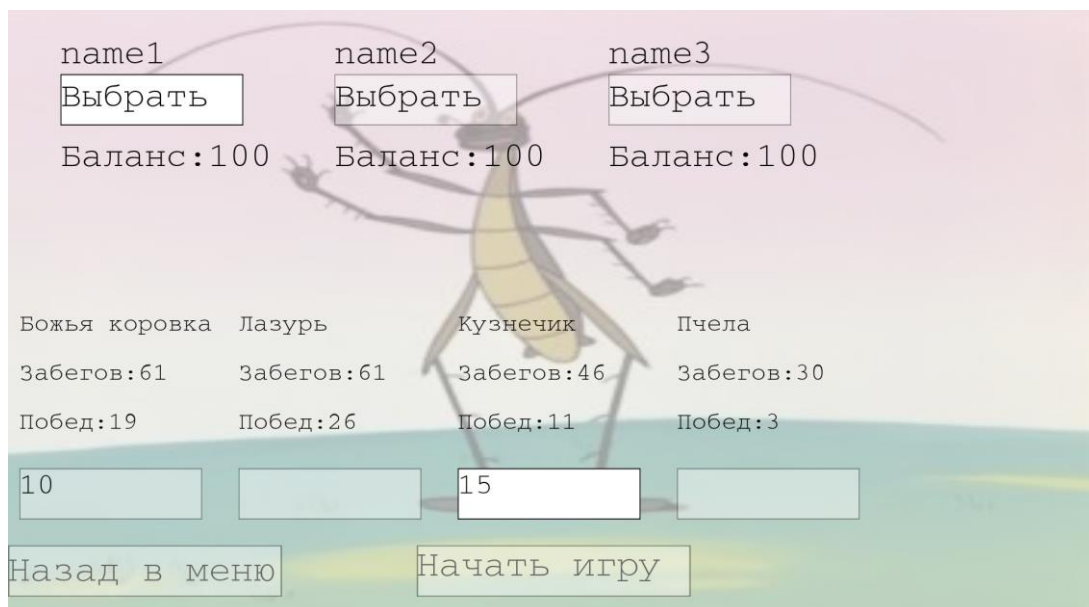 name1 name2 name3
Выбрать Выбрать Выбрать
Баланс:100 Баланс:100 Баланс:100
Божья коровка Лазурь Кузнечик Пчела
Забегов:61 Забегов:61 Забегов:46 Забегов:30
Побед:19 Побед:26 Побед:11 Побед:3
10 15
Назад в меню Начать игру